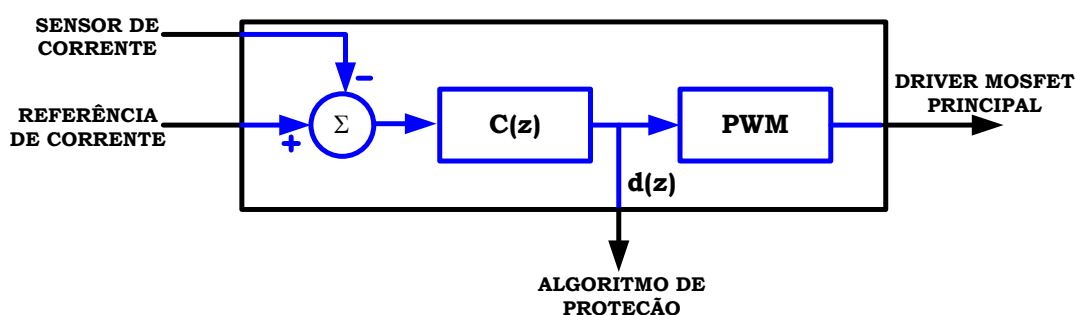 SENSOR DE
CORRENTE
REFERÊNCIA
DE CORRENTE
−
+
Σ
C(z)
PWM
d(z)
DRIVER MOSFET
PRINCIPAL
ALGORITMO DE
PROTEÇÃO